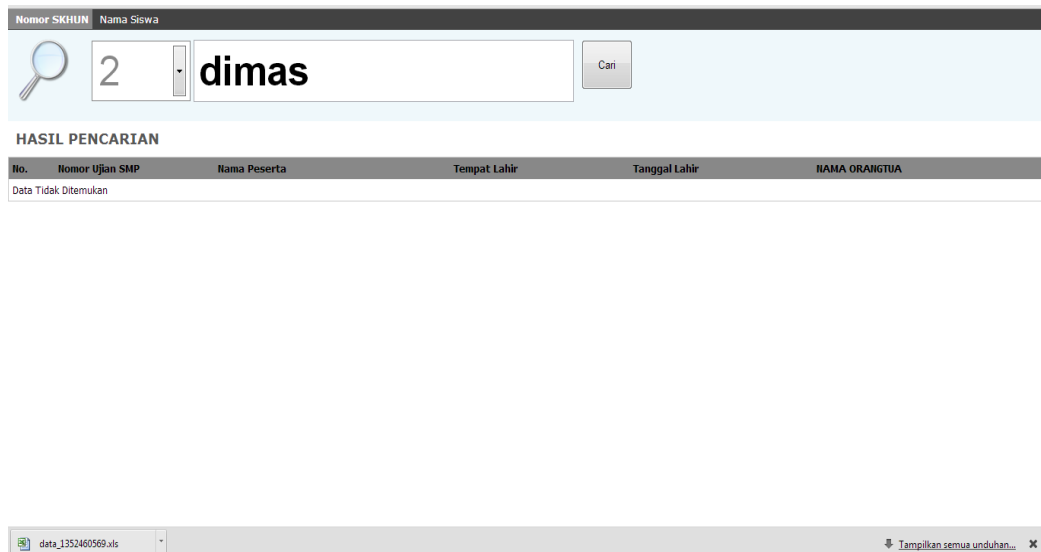 Nomor SKHUN Nama Siswa
2 dimas Cari
HASIL PENCARIAN
No. Nomor Ujian SMP Nama Peserta Tempat Lahir Tanggal Lahir NAMA ORANGTUA
Data Tidak Ditemukan
data_1352460569.xls Tampilkan semua unduhan...